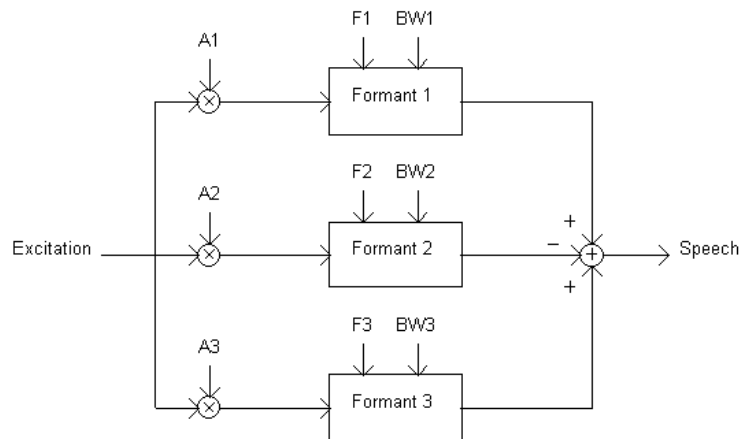 F1 BW1
A1
Formant 1
F2 BW2
A2
+
Excitation
×
Formant 2
−
+
Speech
+
F3 BW3
A3
×
Formant 3
×